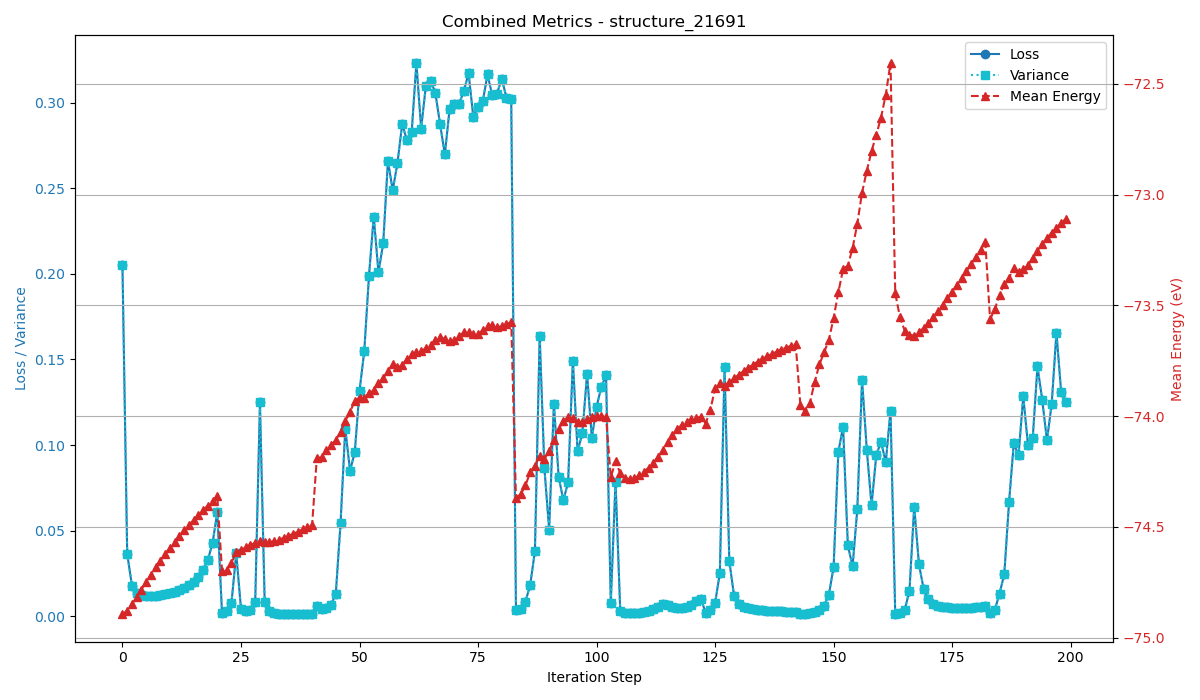 Combined Metrics - structure_21691
Loss
Variance
Mean Energy
Loss / Variance
0.30
0.25
0.20
0.15
0.10
0.05
0.00
−72.5
−73.0
−73.5
−74.0
−74.5
−75.0
Mean Energy (eV)
0 25 50 75 100 125 150 175 200
Iteration Step